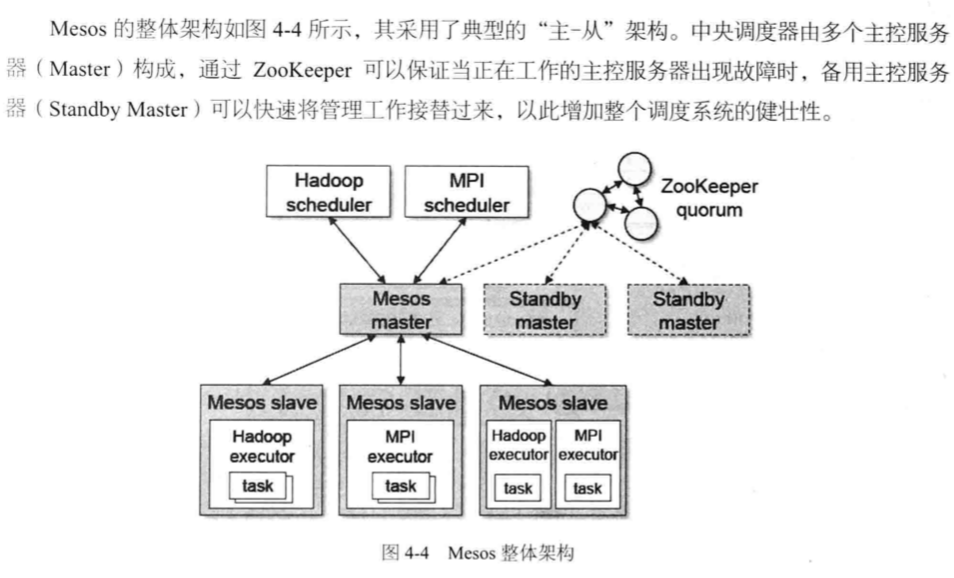 Mesos 的整体架构如图 4-4 所示，其采用了典型的“主-从”架构。中央调度器由多个主控服务
器（Master）构成，通过 ZooKeeper 可以保证当正在工作的主控服务器出现故障时，备用主控服务
器（Standby Master）可以快速将管理工作接替过来，以此增加整个调度系统的健壮性。
Hadoop
scheduler
MPI
scheduler
ZooKeeper
quorum
Mesos
master
Standby
master
Standby
master
Mesos slave
Hadoop
executor
task
Mesos slave
MPI
executor
task
Mesos slave
Hadoop
executor
task
MPI
executor
task
图 4-4 Mesos 整体架构